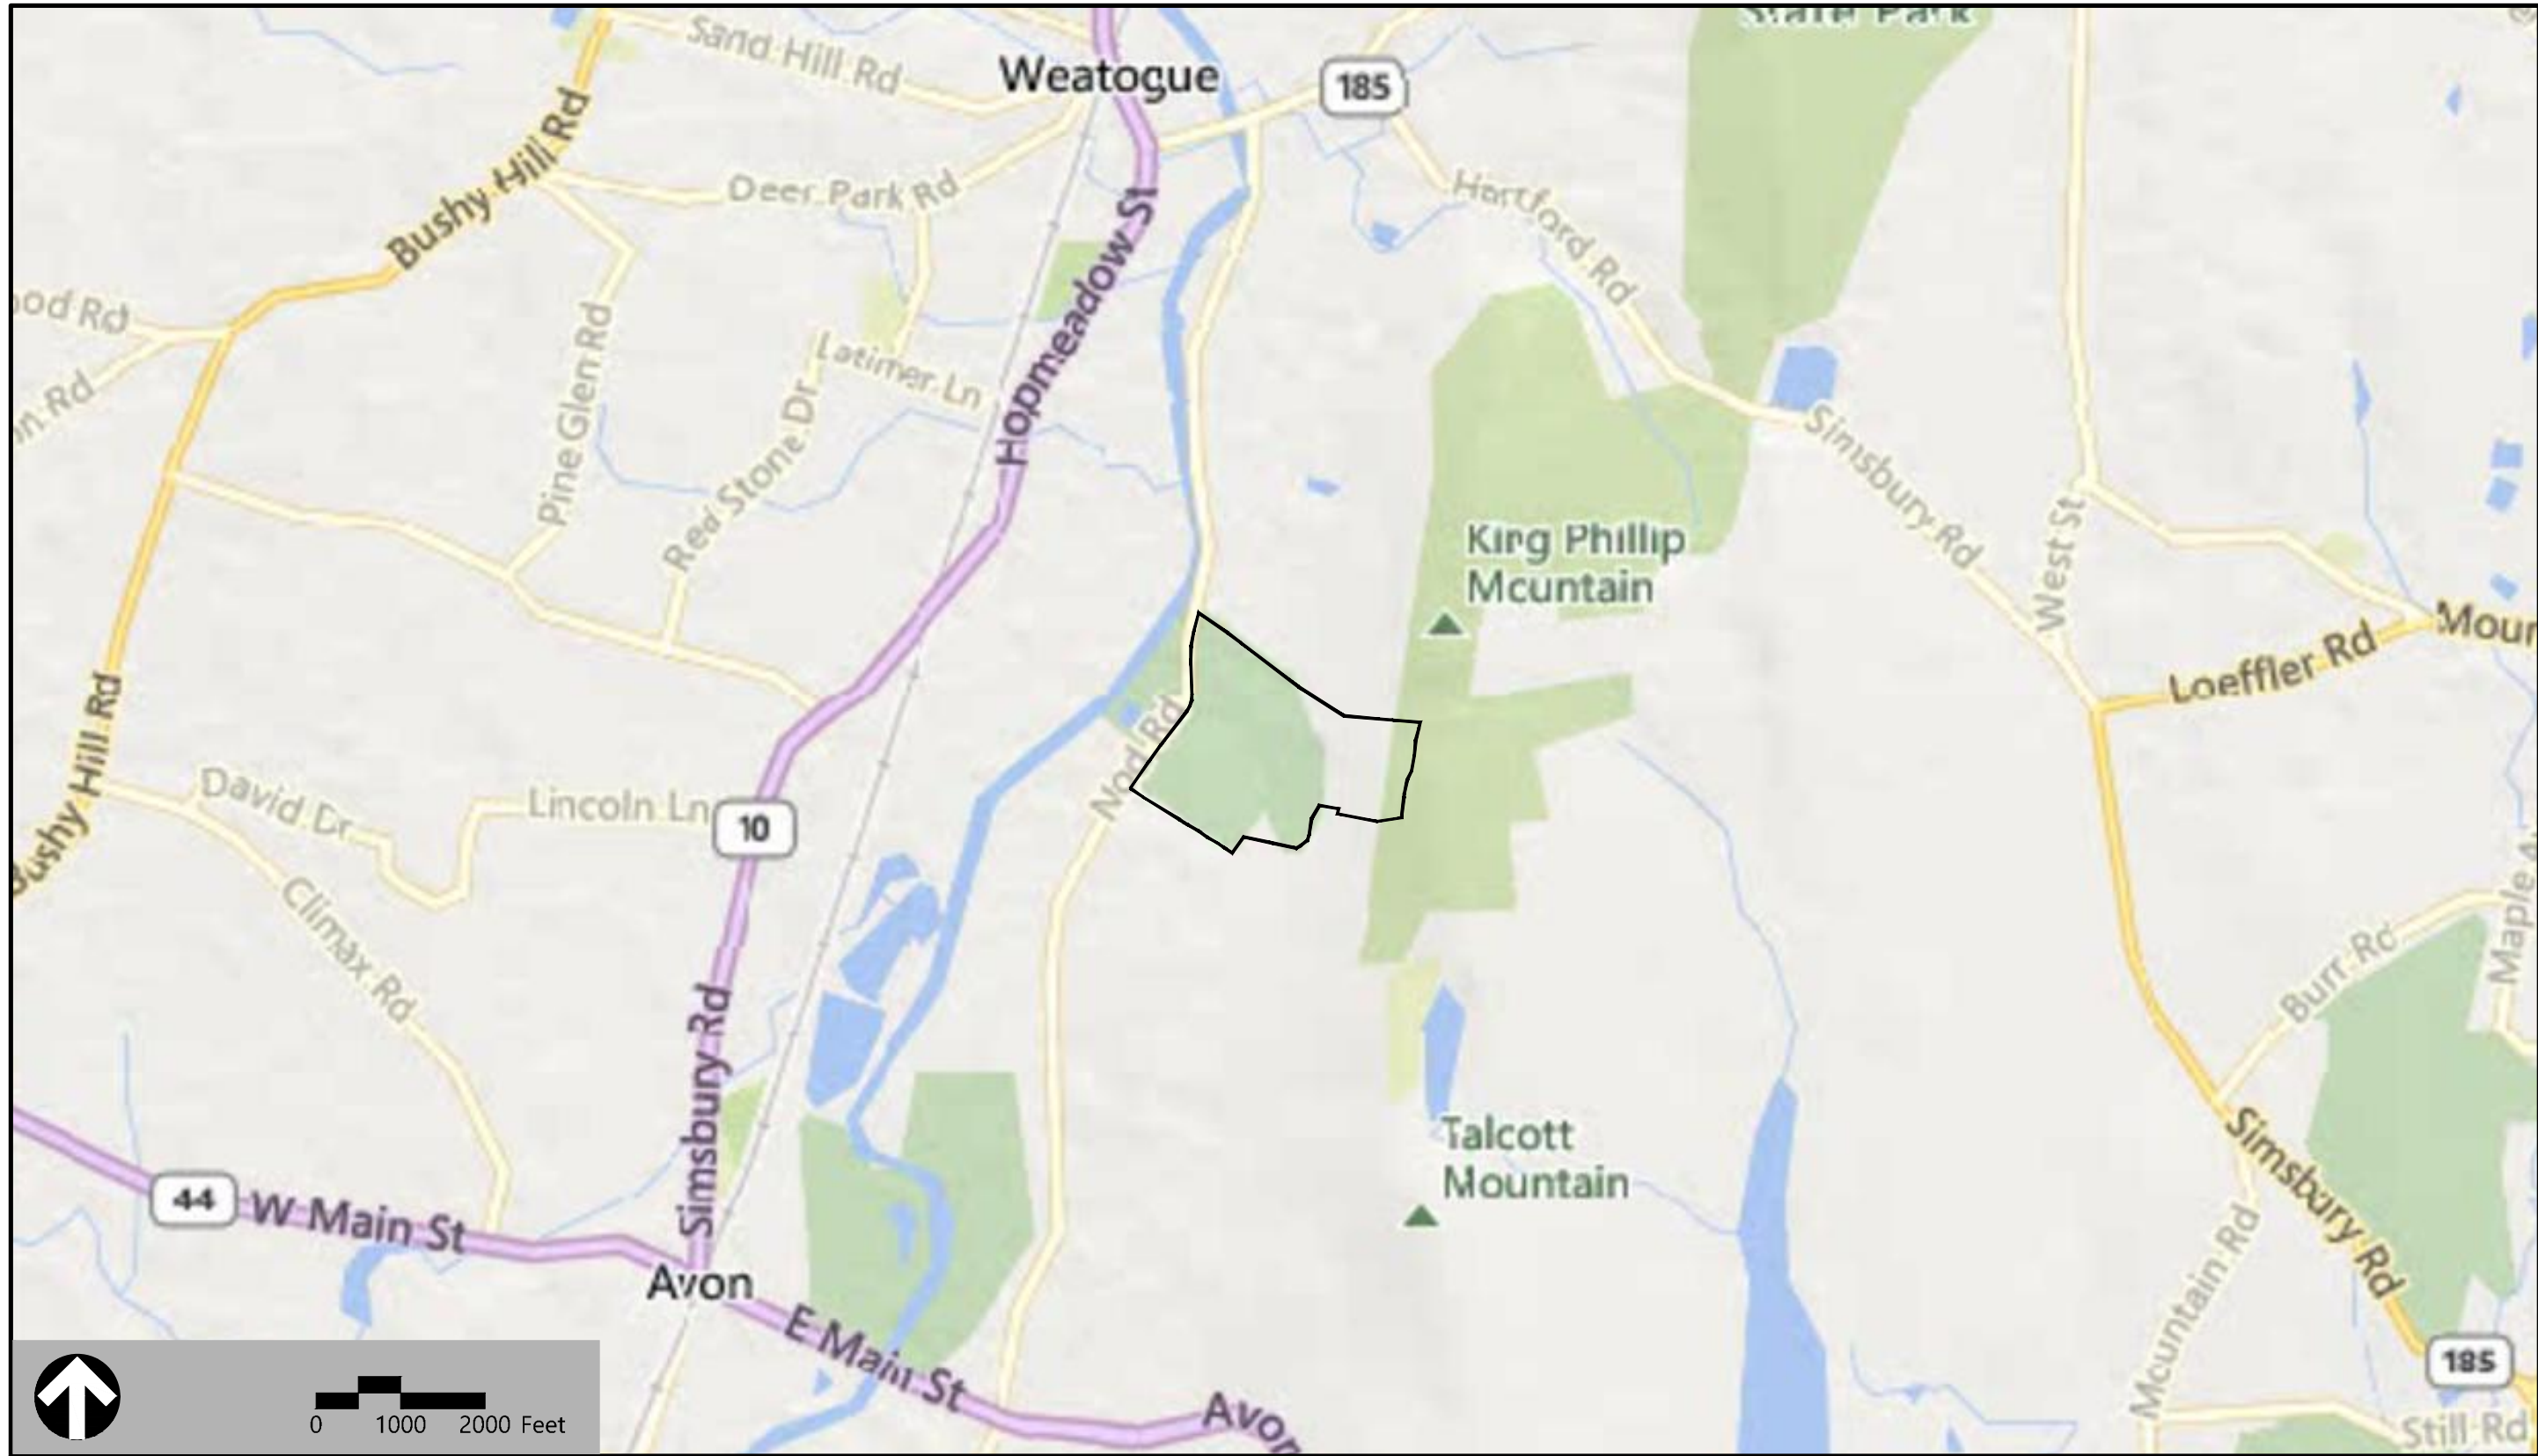 State Park
Sand Hill Rd
Weatogue
185
Bushy Hill Rd
Deer Park Rd
Hartford Rd
Hopmeadow St
ood Rd
Pine Glen Rd
Latimer Ln
on Rd
Red Stone Dr
Simsbury Rd
King Phillip
Mountain
West St
Moun
Loeffler Rd
Bushy Hill Rd
Nod Rd
David Dr
Lincoln Ln
10
Climax Rd
Maple A
Burr Rd
Simsbury Rd
Talcott
Mountain
44
W Main St
Simsbury Rd
Avon
Mountain Rd
E Main St
185
Avon
Still Rd
0 1000 2000 Feet